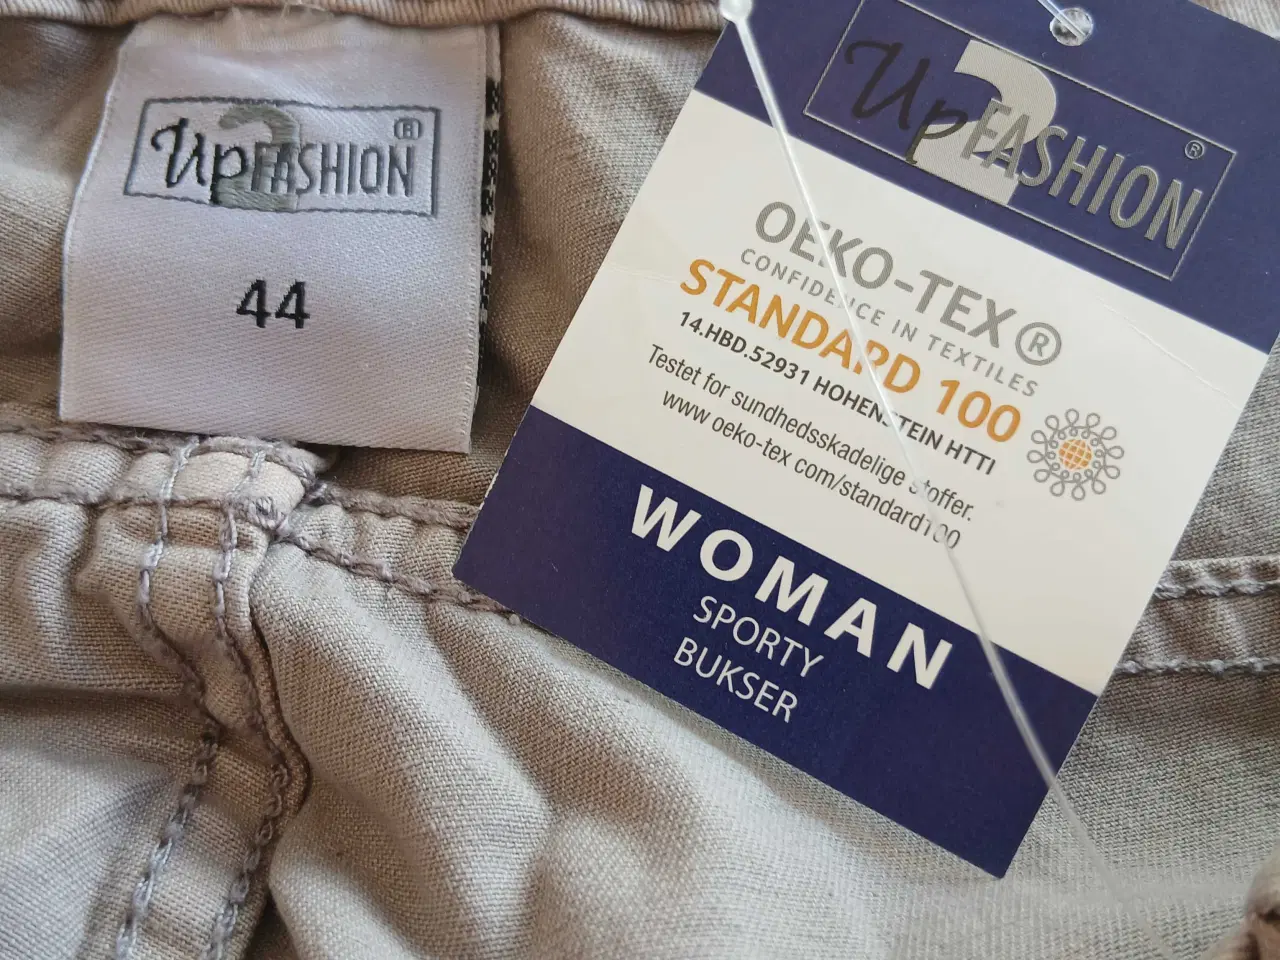 Up2FASHION®
44
Up2FASHION®
OEKO-TEX®
CONFIDENCE IN TEXTILES
STANDARD 100
14.HBD.52931 HOHENSTEIN HTTI
Testet for sundhedsskadelige stoffer.
www.oeko-tex com/standard100
WOMAN
SPORTY
BUKSER